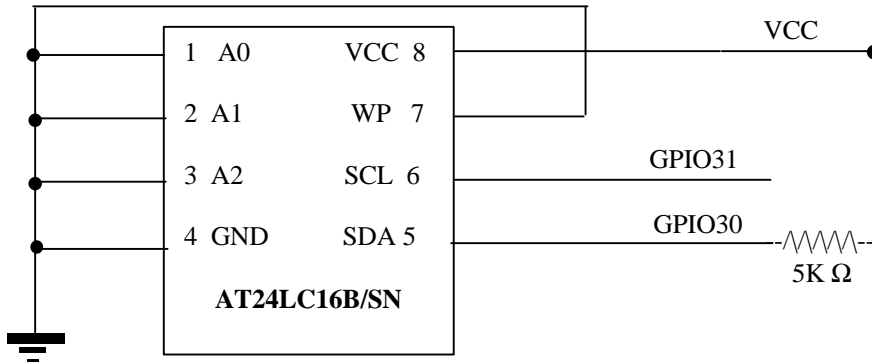 VCC
1 A0 VCC 8
2 A1 WP 7
3 A2 SCL 6
GPIO31
4 GND SDA 5
GPIO30
5K Ω
AT24LC16B/SN